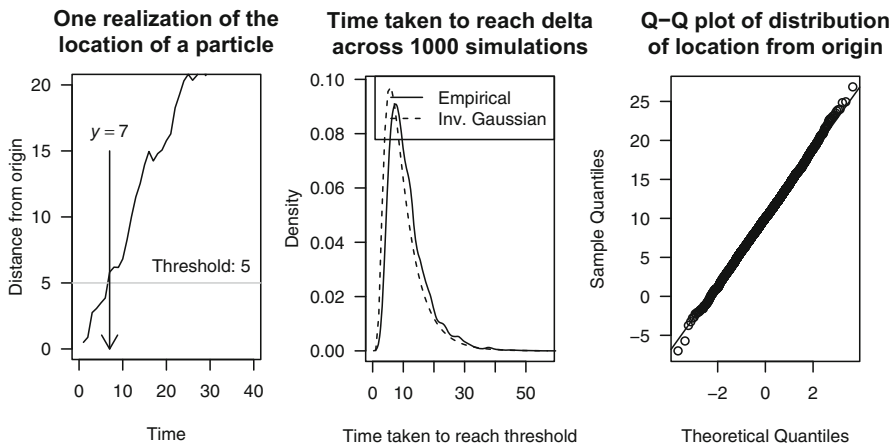 One realization of the
location of a particle
20
15
10
5
0
Distance from origin
y = 7
Threshold: 5
0 10 20 30 40
Time
Time taken to reach delta
across 1000 simulations
0.10
0.08
0.06
0.04
0.02
0.00
Density
Empirical
Inv. Gaussian
0 10 30 50
Time taken to reach threshold
Q−Q plot of distribution
of location from origin
25
20
15
10
5
0
−5
Sample Quantiles
−2 0 2
Theoretical Quantiles